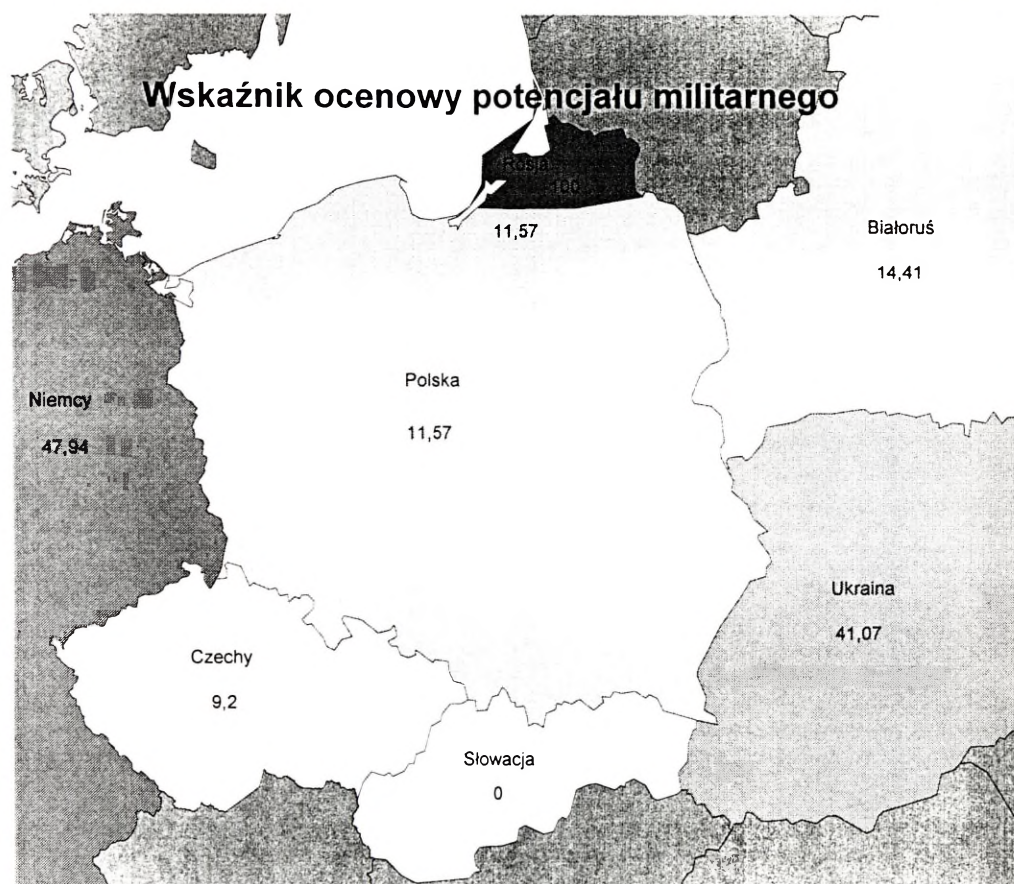 Wskaźnik ocenowy potencjału militarnego
Rosja
100
11,57
Białoruś
14,41
Polska
11,57
Niemcy
47,94
Ukraina
41,07
Czechy
9,2
Słowacja
0